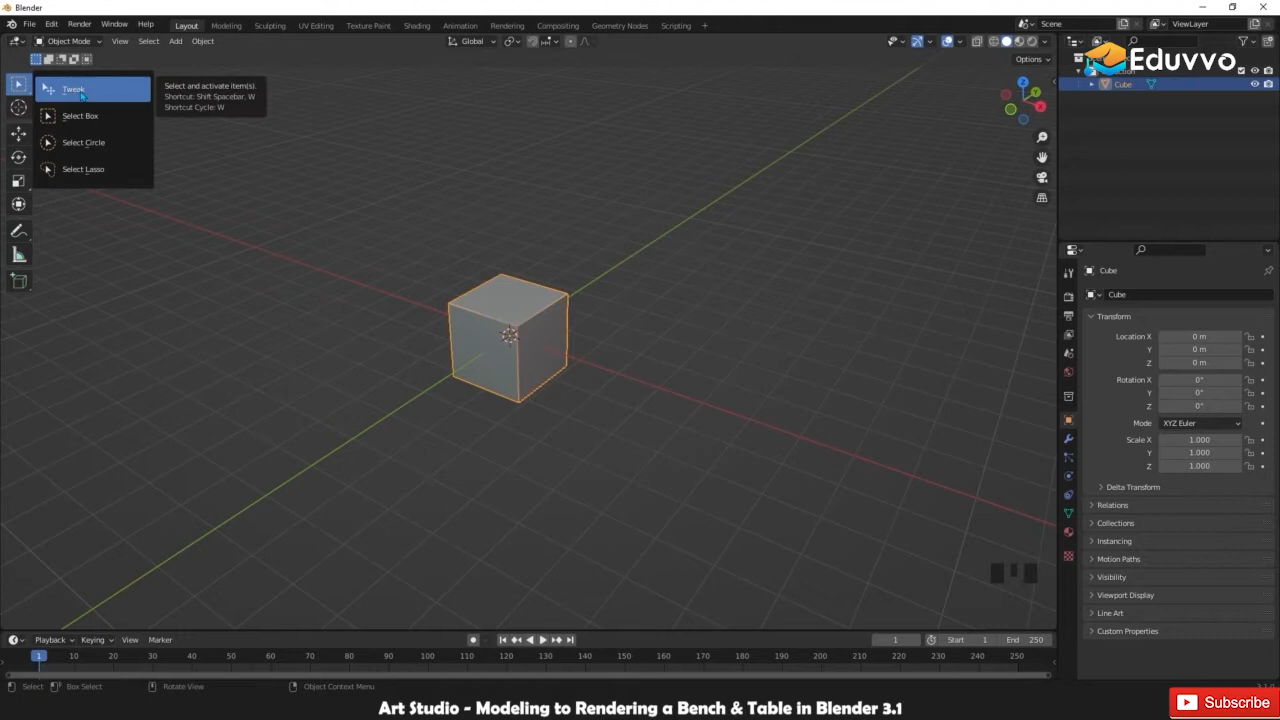 Blender
File Edit Render Window Help
Layout Modeling Sculpting UV Editing Texture Paint Shading Animation Rendering Compositing Geometry Nodes Scripting +
Scene ViewLayer
Object Mode View Select Add Object
Global
Options
Eduvvo
Cube
Tweak
Select Box
Select Circle
Select Lasso
Select and activate item(s).
Shortcut: Shift Spacebar, W
Shortcut Cycle: W
Z
Y
X
Cube
Cube
Transform
Location X 0 m
Y 0 m
Z 0 m
Rotation X 0°
Y 0°
Z 0°
Mode XYZ Euler
Scale X 1.000
Y 1.000
Z 1.000
Delta Transform
Relations
Collections
Instancing
Motion Paths
Visibility
Viewport Display
Line Art
Custom Properties
Playback Keying View Marker
1 Start 1 End 250
1 10 20 30 40 50 60 70 80 90 100 110 120 130 140 150 160 170 180 190 200 210 220 230 240 250
Select Box Select Rotate View Object Context Menu
Subscribe
Art Studio - Modeling to Rendering a Bench & Table in Blender 3.1